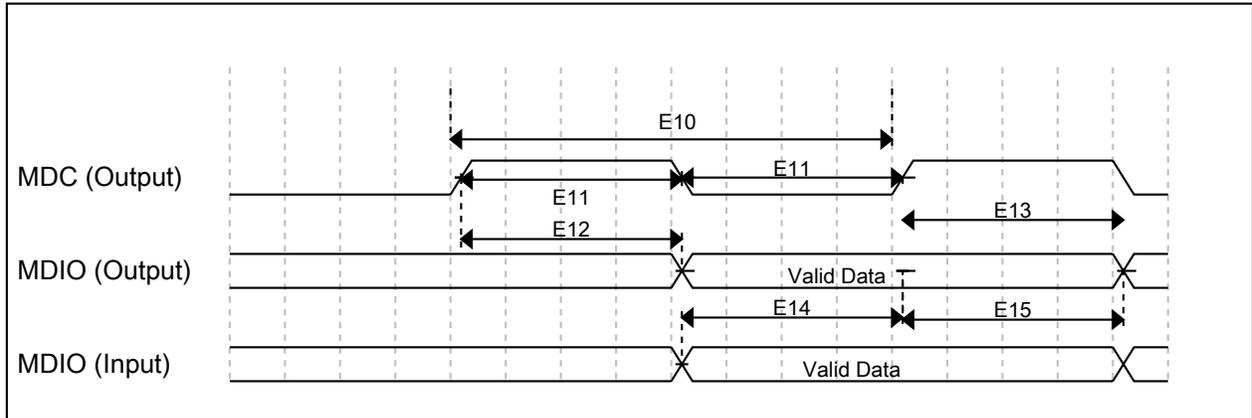 E10
MDC (Output)
E11
E11
E13
E12
MDIO (Output)
Valid Data
E14
E15
MDIO (Input)
Valid Data